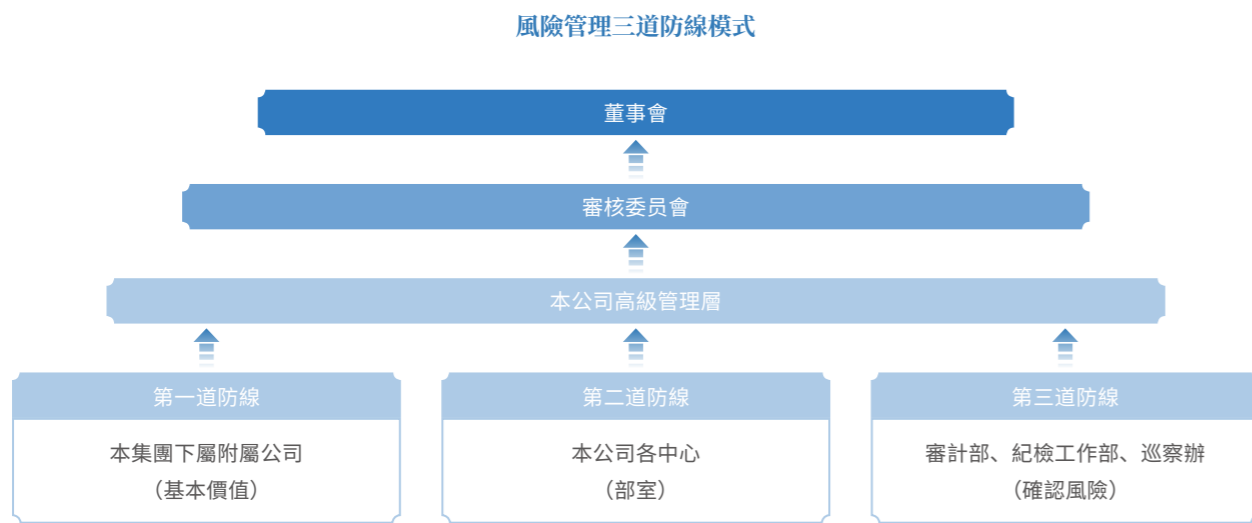 風險管理三道防線模式
董事會
審核委员會
本公司高級管理層
第一道防線
本集團下屬附屬公司
（基本價值）
第二道防線
本公司各中心
（部室）
第三道防線
審計部、紀檢工作部、巡察辦
（確認風險）